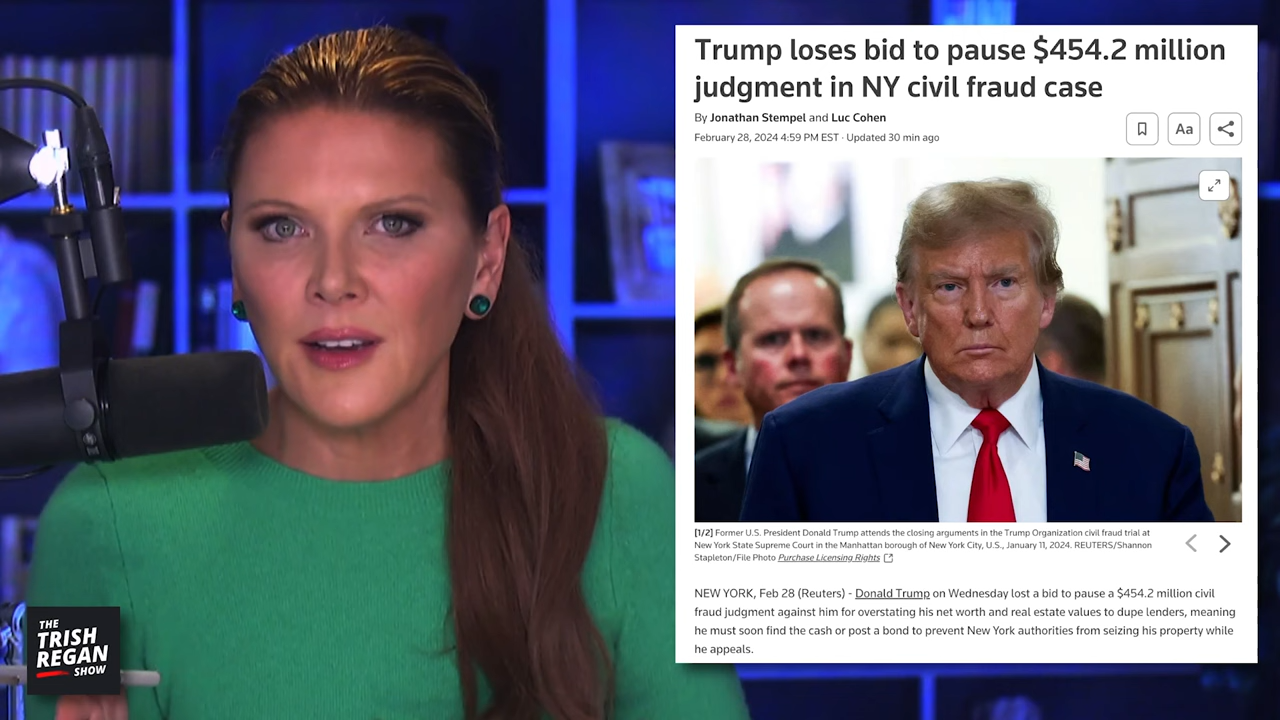 Trump loses bid to pause $454.2 million
judgment in NY civil fraud case
By Jonathan Stempel and Luc Cohen
February 28, 2024 4:59 PM EST · Updated 30 min ago
Aa
[1/2] Former U.S. President Donald Trump attends the closing arguments in the Trump Organization civil fraud trial at
New York State Supreme Court in the Manhattan borough of New York City, U.S., January 11, 2024. REUTERS/Shannon
Stapleton/File Photo Purchase Licensing Rights
NEW YORK, Feb 28 (Reuters) - Donald Trump on Wednesday lost a bid to pause a $454.2 million civil
fraud judgment against him for overstating his net worth and real estate values to dupe lenders, meaning
he must soon find the cash or post a bond to prevent New York authorities from seizing his property while
he appeals.
THE
TRISH
REGAN
SHOW